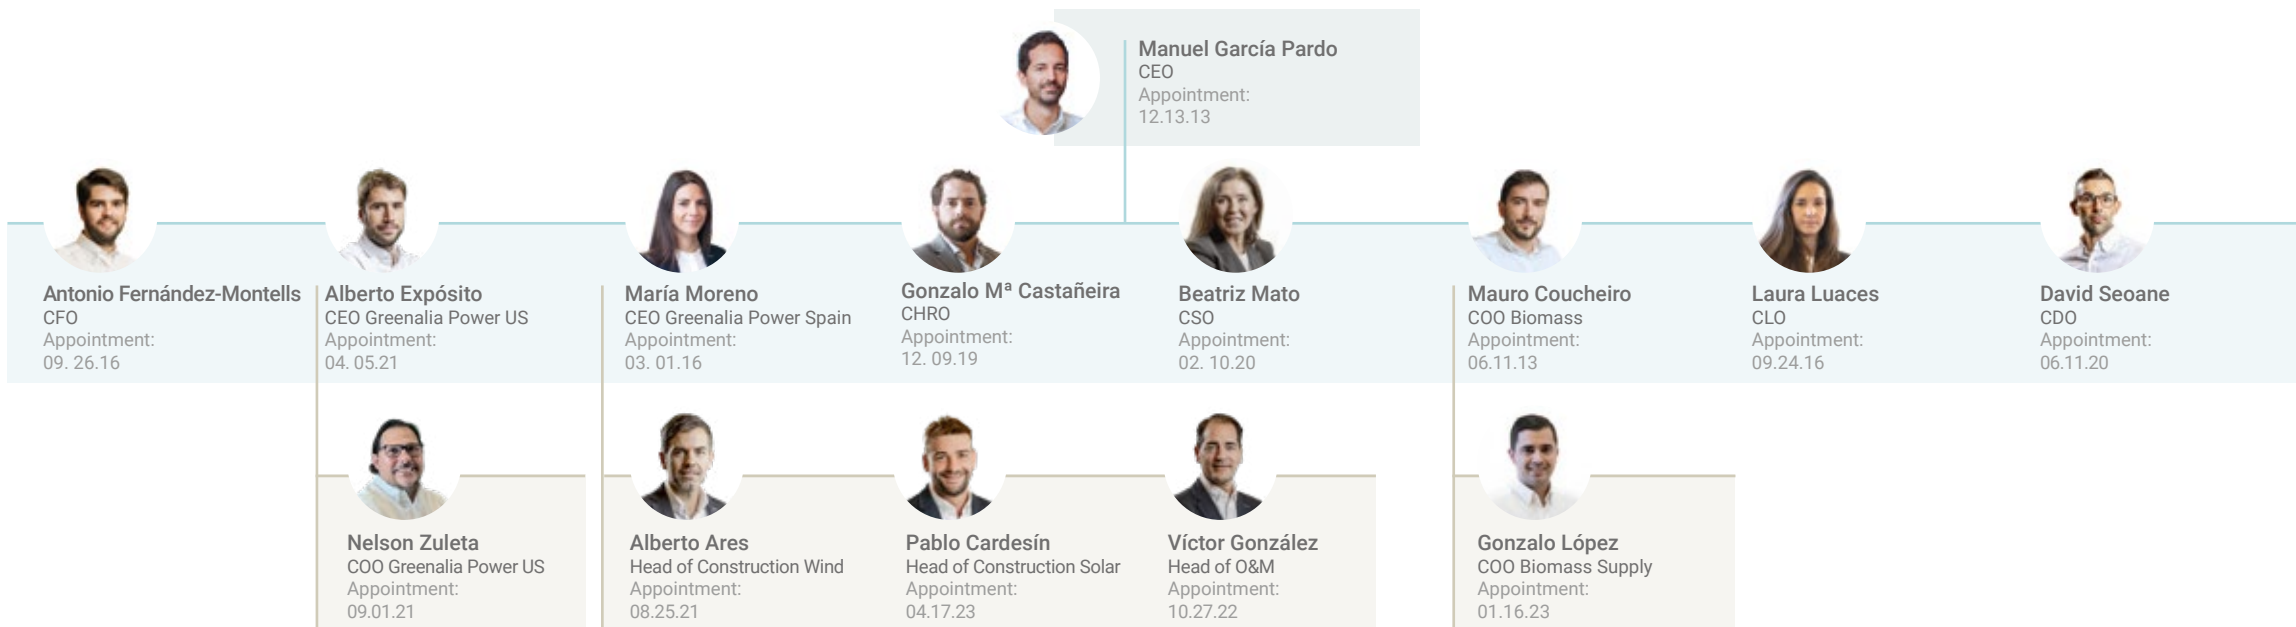 Manuel García Pardo
CEO
Appointment:
12.13.13
Antonio Fernández-Montells
CFO
Appointment:
09. 26.16
Alberto Expósito
CEO Greenalia Power US
Appointment:
04. 05.21
María Moreno
CEO Greenalia Power Spain
Appointment:
03. 01.16
Gonzalo Mª Castañeira
CHRO
Appointment:
12. 09.19
Beatriz Mato
CSO
Appointment:
02. 10.20
Mauro Coucheiro
COO Biomass
Appointment:
06.11.13
Laura Luaces
CLO
Appointment:
09.24.16
David Seoane
CDO
Appointment:
06.11.20
Nelson Zuleta
COO Greenalia Power US
Appointment:
09.01.21
Alberto Ares
Head of Construction Wind
Appointment:
08.25.21
Pablo Cardesín
Head of Construction Solar
Appointment:
04.17.23
Víctor González
Head of O&M
Appointment:
10.27.22
Gonzalo López
COO Biomass Supply
Appointment:
01.16.23